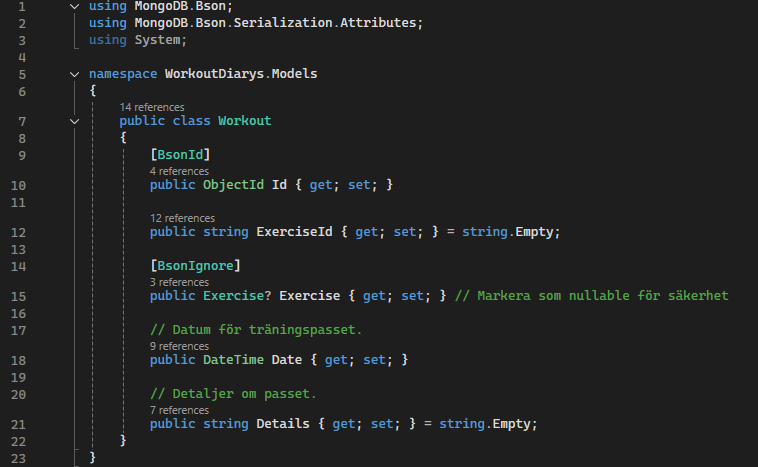 1 using MongoDB.Bson;
2 using MongoDB.Bson.Serialization.Attributes;
3 using System;
4
5 namespace WorkoutDiarys.Models
6 {
14 references
7 public class Workout
8 {
9 [BsonId]
4 references
10 public ObjectId Id { get; set; }
11
12 references
12 public string ExerciseId { get; set; } = string.Empty;
13
14 [BsonIgnore]
3 references
15 public Exercise? Exercise { get; set; } // Markera som nullable för säkerhet
16
17 // Datum för träningspasset.
9 references
18 public DateTime Date { get; set; }
19
20 // Detaljer om passet.
7 references
21 public string Details { get; set; } = string.Empty;
22 }
23 }